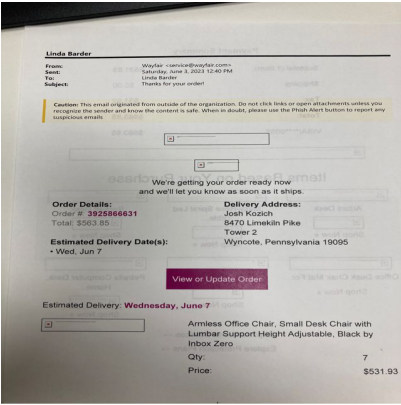 Linda Barder
From: Wayfair <service@wayfair.com>
Sent: Saturday, June 3, 2023 12:40 PM
To: Linda Barder
Subject: Thanks for your order!
Caution: This email originated from outside of the organization. Do not click links or open attachments unless you
recognize the sender and know the content is safe. When in doubt, please use the Phish Alert button to report any
suspicious emails
We're getting your order ready now
and we'll let you know as soon as it ships.
Order Details:
Order # 3925866631
Total: $563.85
Estimated Delivery Date(s):
• Wed, Jun 7
Delivery Address:
Josh Kozich
8470 Limekiln Pike
Tower 2
Wyncote, Pennsylvania 19095
View or Update Order
Estimated Delivery: Wednesday, June 7
Armless Office Chair, Small Desk Chair with
Lumbar Support Height Adjustable, Black by
Inbox Zero
Qty: 7
Price: $531.93